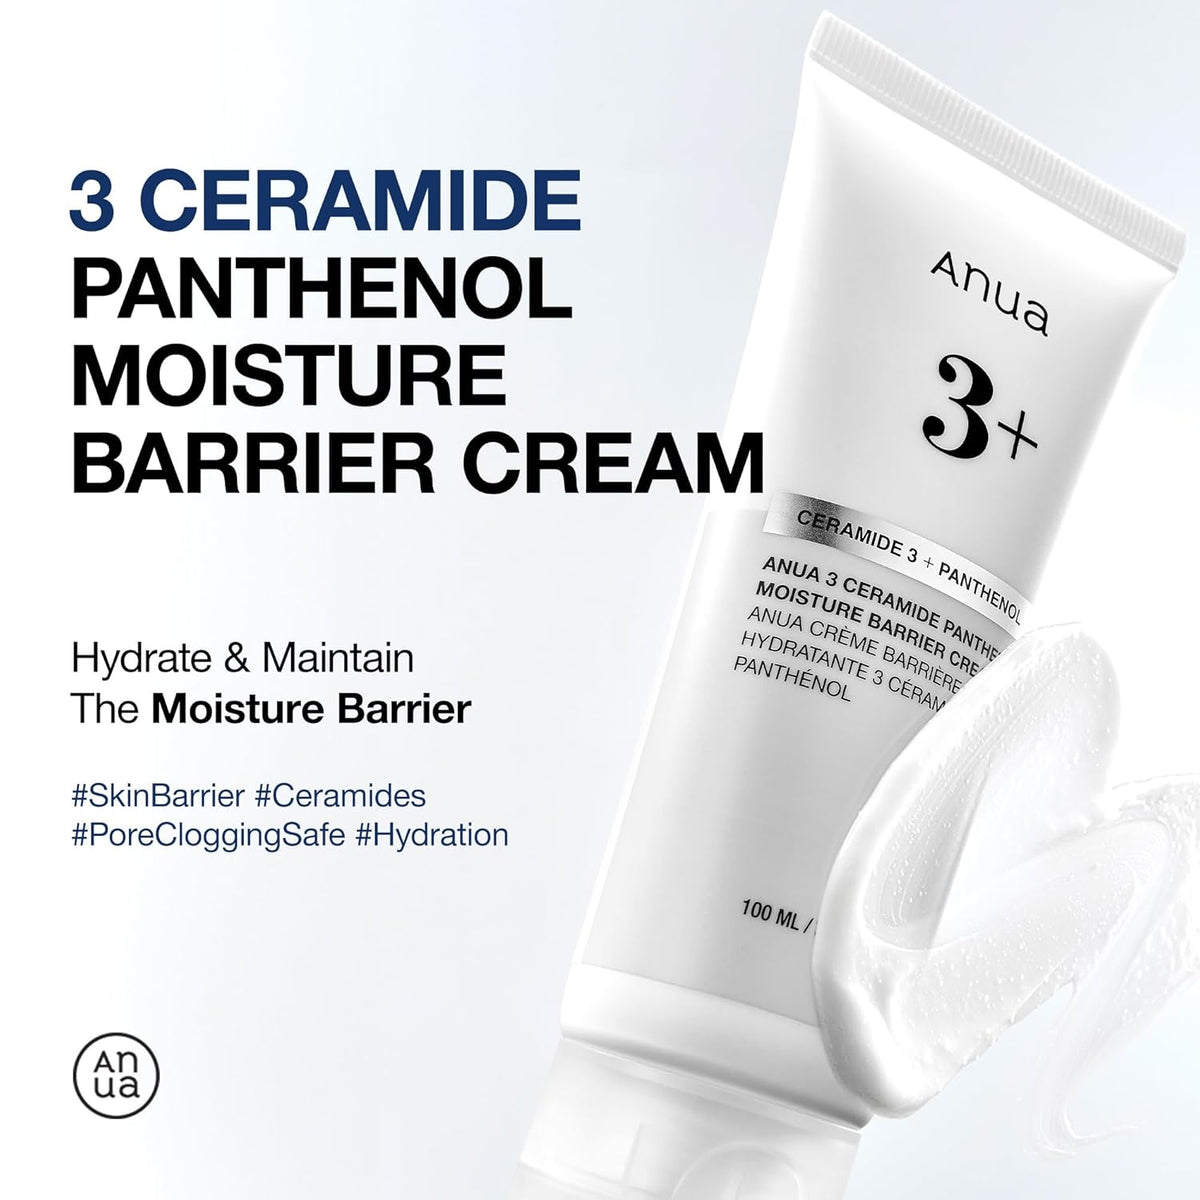 3 CERAMIDE
PANTHENOL
MOISTURE
BARRIER CREAM
Hydrate & Maintain
The Moisture Barrier
#SkinBarrier #Ceramides
#PoreCloggingSafe #Hydration
An
ua
Anua
3+
CERAMIDE 3 + PANTHENOL
ANUA 3 CERAMIDE
MOISTURE BARRIER
ANUA CRÈME BARRIÈRE
HYDRATANTE 3
PANTHÉNOL
100 ML /